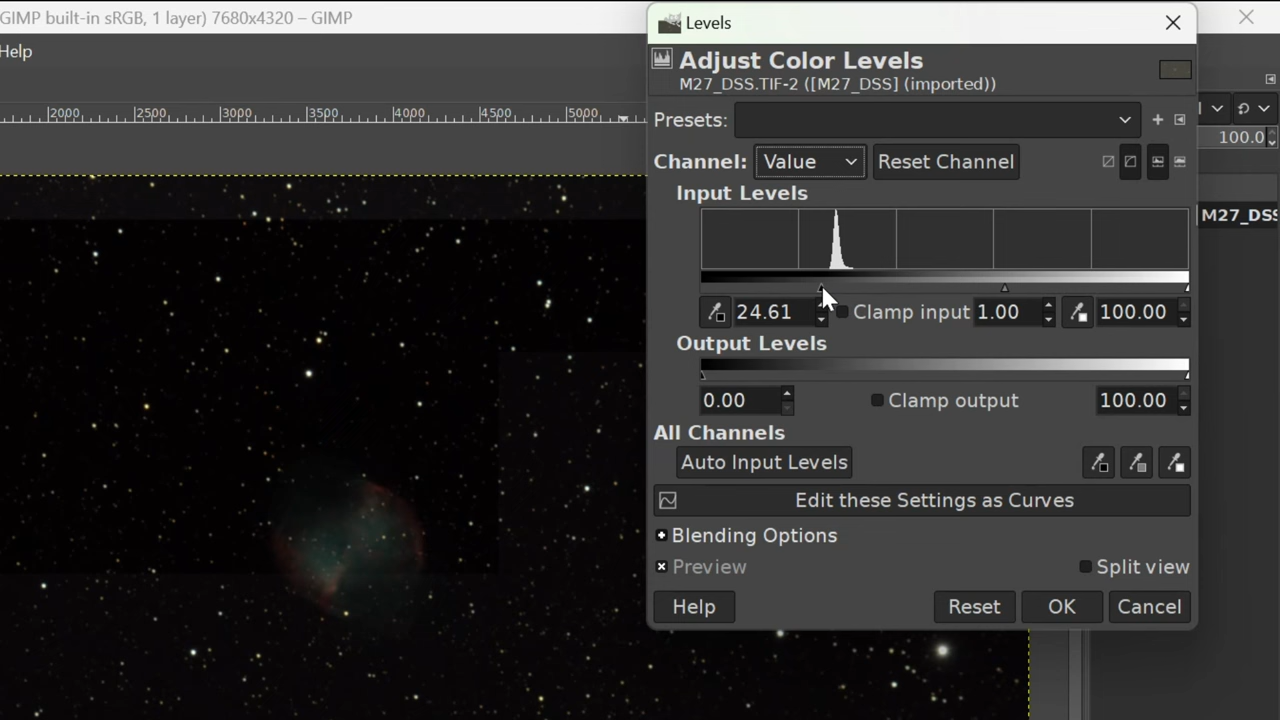 GIMP built-in sRGB, 1 layer) 7680x4320 – GIMP
Help
2000 2500 3000 3500 4000 4500 5000
Levels
Adjust Color Levels
M27_DSS.TIF-2 ([M27_DSS] (imported))
Presets:
100.0
Channel: Value Reset Channel
Input Levels
M27_DSS
24.61 Clamp input 1.00 100.00
Output Levels
0.00 Clamp output 100.00
All Channels
Auto Input Levels
Edit these Settings as Curves
Blending Options
Preview Split view
Help Reset OK Cancel